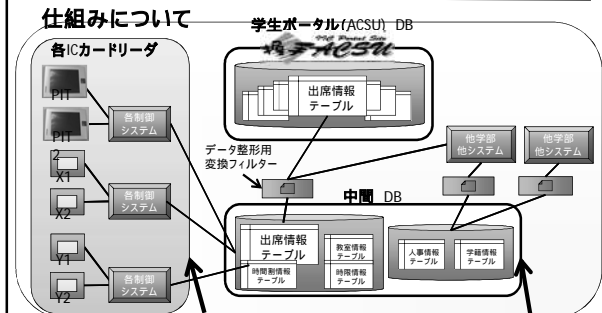 仕組みについて
学生ポータル(ACSU) DB
各ICカードリーダ
YIC Portal Site
ACSU
出席情報
テーブル
PIT
PIT
2
X1
X2
Y1
Y2
各制御
システム
各制御
システム
各制御
システム
データ整形用
変換フィルター
他学部
他システム
他学部
他システム
中間 DB
出席情報
テーブル
時間割情報
テーブル
教室情報
テーブル
時限情報
テーブル
人事情報
テーブル
学籍情報
テーブル